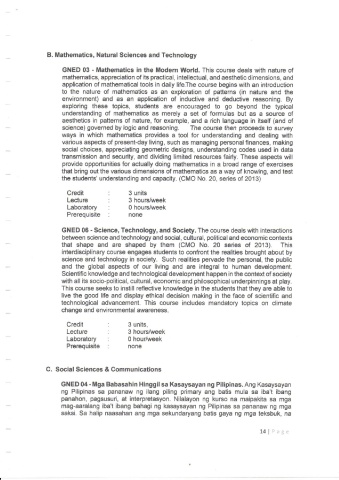 B. Mathematics, Natural Sciences and Technology
GNED 03 - Mathematics in the Modern World. This course deals with nature of
mathematics, appreciation of its practical, intellectual, and aesthetic dimensions, and
application of mathematical tools in daily life.The course begins with an introduction
to the nature of mathematics as an exploration of patterns (in nature and the
environment) and as an application of inductive and deductive reasoning. By
exploring these topics, students are encouraged to go beyond the typical
understanding of mathematics as merely a set of formulas but as a source of
aesthetics in patterns of nature, for example, and a rich language in itself (and of
science) governed by logic and reasoning. The course then proceeds to survey
ways in which mathematics provides a tool for understanding and dealing with
various aspects of present-day living, such as managing personal finances, making
social choices, appreciating geometric designs, understanding codes used in data
transmission and security, and dividing limited resources fairly. These aspects will
provide opportunities for actually doing mathematics in a broad range of exercises
that bring out the various dimensions of mathematics as a way of knowing, and test
the students' understanding and capacity. (CMO No. 20, series of 2013)
Credit : 3 units
Lecture : 3 hours/week
Laboratory : 0 hours/week
Prerequisite : none
GNED 06 - Science, Technology, and Society. The course deals with interactions
between science and technology and social, cultural, political and economic contexts
that shape and are shaped by them (CMO No. 20 series of 2013). This
interdisciplinary course engages students to confront the realities brought about by
science and technology in society. Such realities pervade the personal, the public
and the global aspects of our living and are integral to human development.
Scientific knowledge and technological development happen in the context of society
with all its socio-political, cultural, economic and philosophical underpinnings at play.
This course seeks to instill reflective knowledge in the students that they are able to
live the good life and display ethical decision making in the face of scientific and
technological advancement. This course includes mandatory topics on climate
change and environmental awareness.
Credit : 3 units,
Lecture : 3 hours/week
Laboratory : 0 hour/week
Prerequisite : none
C. Social Sciences & Communications
GNED 04 - Mga Babasahin Hinggil sa Kasaysayan ng Pilipinas. Ang Kasaysayan
ng Pilipinas sa pananaw ng ilang piling primary ang batis mula sa iba't ibang
panahon, pagsusuri, at interpretasyon. Nilalayon ng kurso na maipakita sa mga
mag-aaralang iba't ibang bahagi ng kasaysayan ng Pilipinas sa pananaw ng mga
saksi. Sa halip naasahan ang mga sekundaryang batis gaya ng mga teksbuk, na
14 | Page